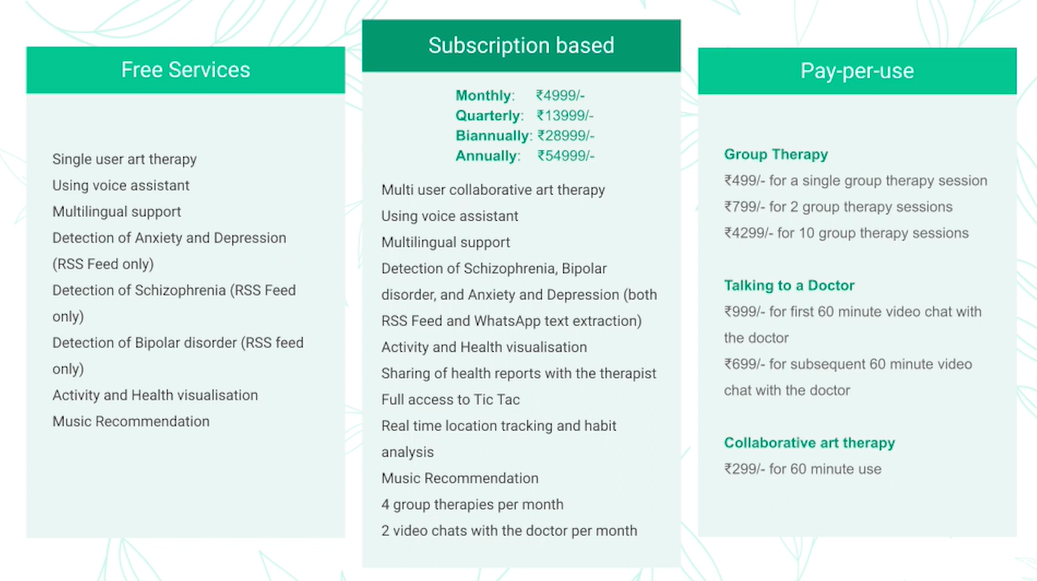 Free Services
Single user art therapy
Using voice assistant
Multilingual support
Detection of Anxiety and Depression
(RSS Feed only)
Detection of Schizophrenia (RSS Feed
only)
Detection of Bipolar disorder (RSS feed
only)
Activity and Health visualisation
Music Recommendation
Subscription based
Monthly: ₹4999/-
Quarterly: ₹13999/-
Biannually: ₹28999/-
Annually: ₹54999/-
Multi user collaborative art therapy
Using voice assistant
Multilingual support
Detection of Schizophrenia, Bipolar
disorder, and Anxiety and Depression (both
RSS Feed and WhatsApp text extraction)
Activity and Health visualisation
Sharing of health reports with the therapist
Full access to Tic Tac
Real time location tracking and habit
analysis
Music Recommendation
4 group therapies per month
2 video chats with the doctor per month
Pay-per-use
Group Therapy
₹499/- for a single group therapy session
₹799/- for 2 group therapy sessions
₹4299/- for 10 group therapy sessions
Talking to a Doctor
₹999/- for first 60 minute video chat with
the doctor
₹699/- for subsequent 60 minute video
chat with the doctor
Collaborative art therapy
₹299/- for 60 minute use